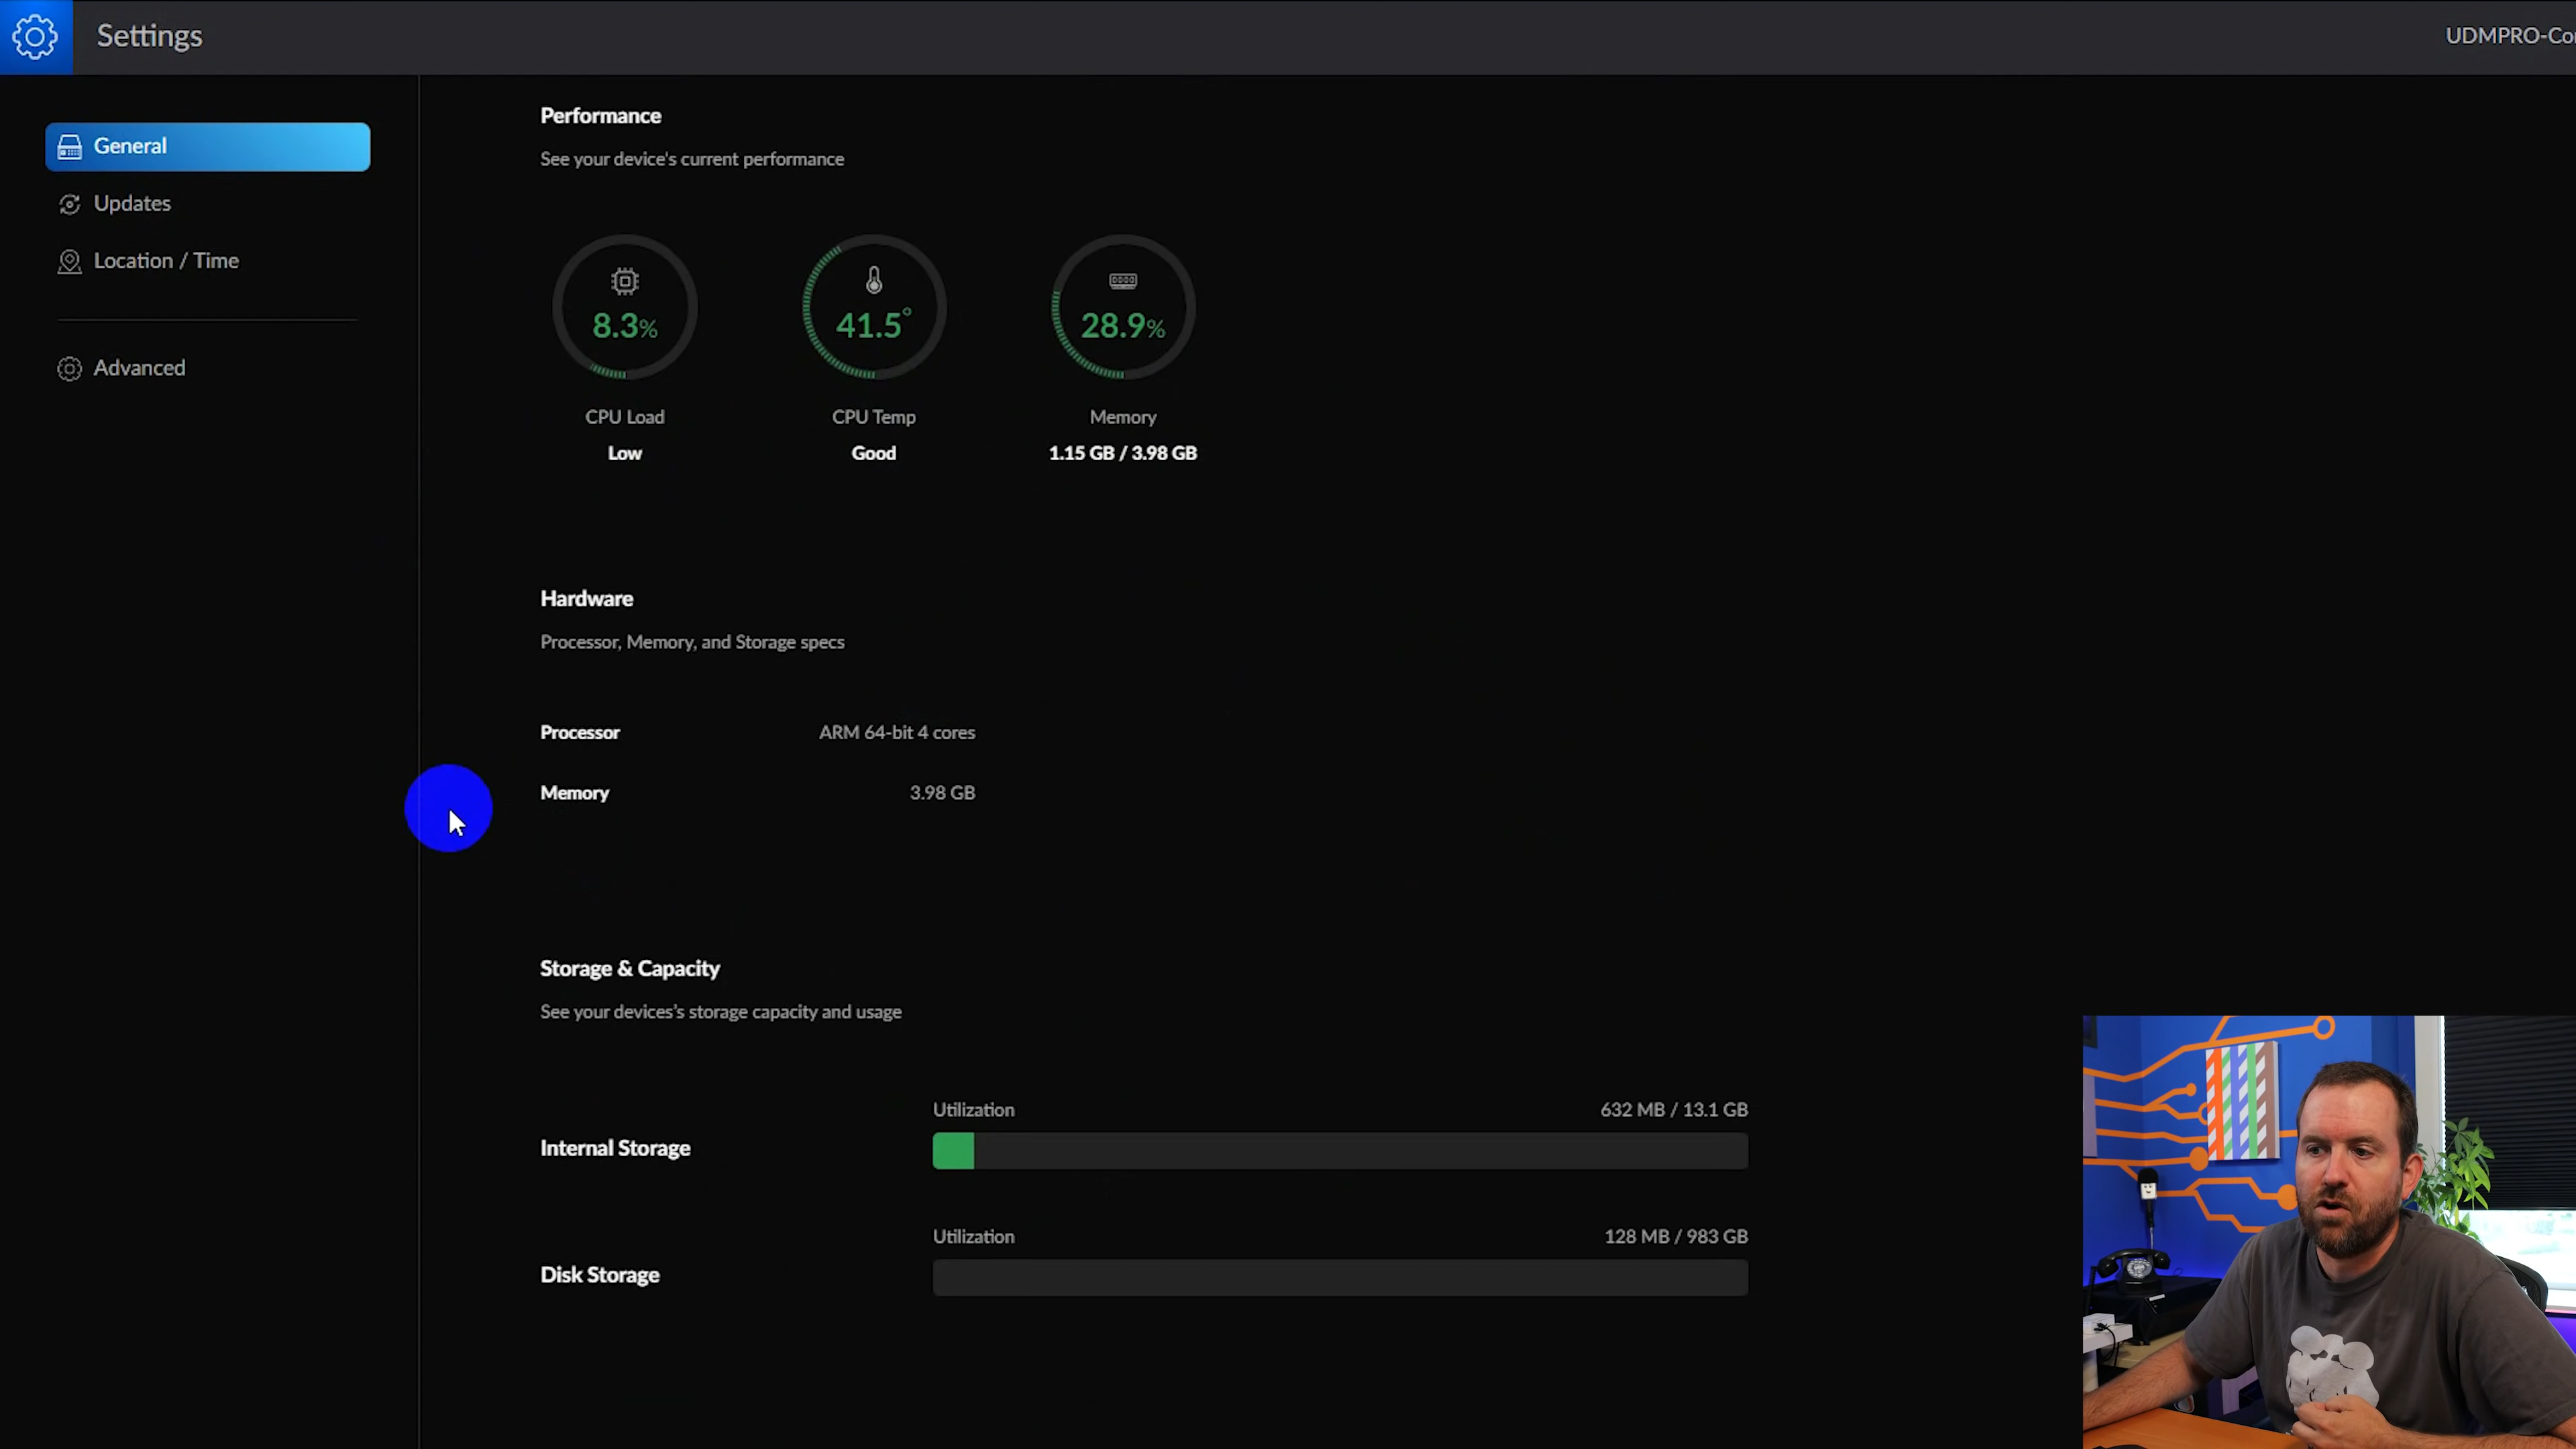 Settings
UDMPRO-Co
General
Updates
Location / Time
Advanced
Performance
See your device's current performance
8.3%
41.5°
28.9%
CPU Load
CPU Temp
Memory
Low
Good
1.15 GB / 3.98 GB
Hardware
Processor, Memory, and Storage specs
Processor
ARM 64-bit 4 cores
Memory
3.98 GB
Storage & Capacity
See your devices's storage capacity and usage
Utilization
632 MB / 13.1 GB
Internal Storage
Utilization
128 MB / 983 GB
Disk Storage